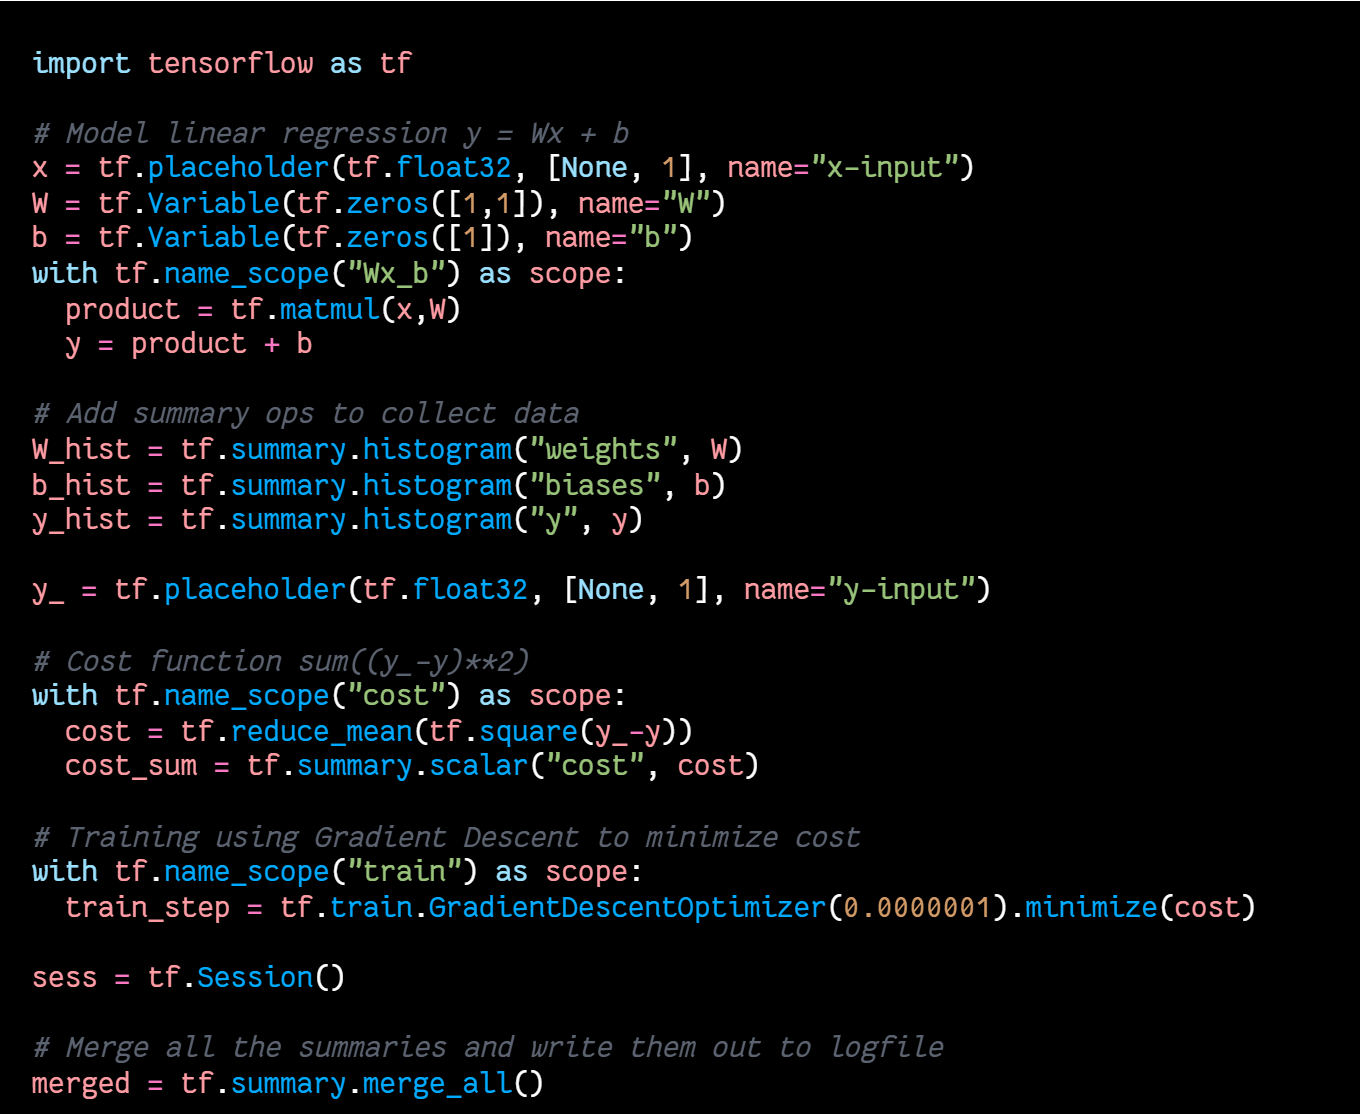 import tensorflow as tf
# Model linear regression y = Wx + b
x = tf.placeholder(tf.float32, [None, 1], name="x-input")
W = tf.Variable(tf.zeros([1,1]), name="W")
b = tf.Variable(tf.zeros([1]), name="b")
with tf.name_scope("Wx_b") as scope:
  product = tf.matmul(x,W)
  y = product + b
# Add summary ops to collect data
W_hist = tf.summary.histogram("weights", W)
b_hist = tf.summary.histogram("biases", b)
y_hist = tf.summary.histogram("y", y)
y_ = tf.placeholder(tf.float32, [None, 1], name="y-input")
# Cost function sum((y_-y)**2)
with tf.name_scope("cost") as scope:
  cost = tf.reduce_mean(tf.square(y_-y))
  cost_sum = tf.summary.scalar("cost", cost)
# Training using Gradient Descent to minimize cost
with tf.name_scope("train") as scope:
  train_step = tf.train.GradientDescentOptimizer(0.0000001).minimize(cost)
sess = tf.Session()
# Merge all the summaries and write them out to logfile
merged = tf.summary.merge_all()